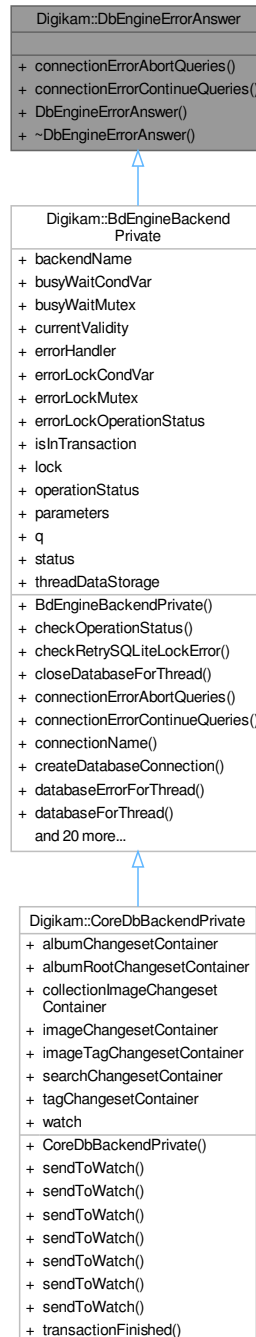 Digikam::DbEngineErrorAnswer
+ connectionErrorAbortQueries()
+ connectionErrorContinueQueries()
+ DbEngineErrorAnswer()
+ ~DbEngineErrorAnswer()
Digikam::BdEngineBackend
Private
+ backendName
+ busyWaitCondVar
+ busyWaitMutex
+ currentValidity
+ errorHandler
+ errorLockCondVar
+ errorLockMutex
+ errorLockOperationStatus
+ isInTransaction
+ lock
+ operationStatus
+ parameters
+ q
+ status
+ threadDataStorage
+ BdEngineBackendPrivate()
+ checkOperationStatus()
+ checkRetrySQLiteLockError()
+ closeDatabaseForThread()
+ connectionErrorAbortQueries()
+ connectionErrorContinueQueries()
+ connectionName()
+ createDatabaseConnection()
+ databaseErrorForThread()
+ databaseForThread()
and 20 more...
Digikam::CoreDbBackendPrivate
+ albumChangesetContainer
+ albumRootChangesetContainer
+ collectionImageChangeset
Container
+ imageChangesetContainer
+ imageTagChangesetContainer
+ searchChangesetContainer
+ tagChangesetContainer
+ watch
+ CoreDbBackendPrivate()
+ sendToWatch()
+ sendToWatch()
+ sendToWatch()
+ sendToWatch()
+ sendToWatch()
+ sendToWatch()
+ sendToWatch()
+ transactionFinished()